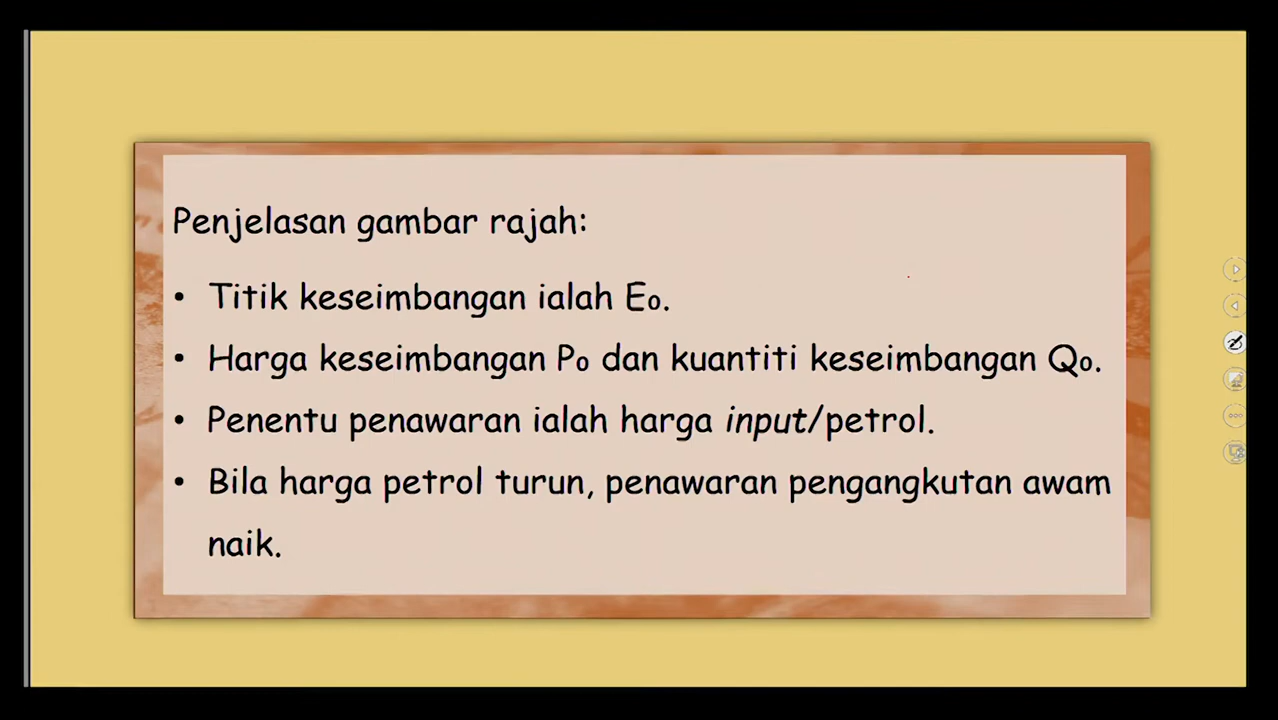 Penjelasan gambar rajah:
• Titik keseimbangan ialah E₀.
• Harga keseimbangan P₀ dan kuantiti keseimbangan Q₀.
• Penentu penawaran ialah harga input/petrol.
• Bila harga petrol turun, penawaran pengangkutan awam
naik.